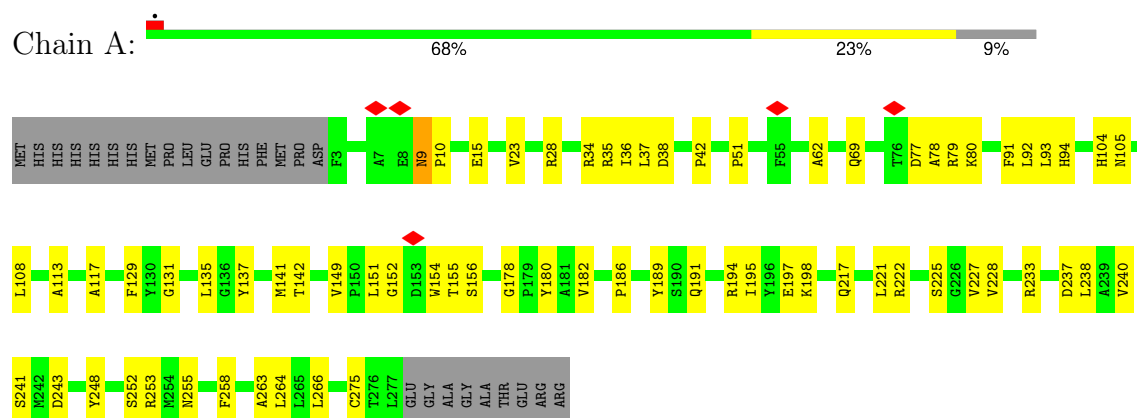 Chain A:
68% 23% 9%
MET HIS HIS HIS HIS HIS HIS MET PRO LEU GLU PRO HIS PHE MET PRO ASP F3 A7 E8 N9 P10 E15 V23 R28 R34 R35 I36 L37 D38 P42 P51 F55 A62 Q69 T76 D77 A78 R79 K80 F91 L92 L93 H94 H104 N105
L108 A113 A117 F129 Y130 G131 L135 G136 Y137 M141 T142 V149 P150 L151 G152 D153 W154 T155 S156 G178 P179 Y180 A181 V182 P186 Y189 S190 Q191 R194 I195 Y196 E197 K198 Q217 L221 R222 S225 G226 V227 V228 R233 D237 L238 A239 V240
S241 M242 D243 Y248 S252 R253 M254 N255 F258 A263 L264 L265 L266 C275 T276 L277 GLU GLY ALA GLY ALA THR GLU ARG ARG